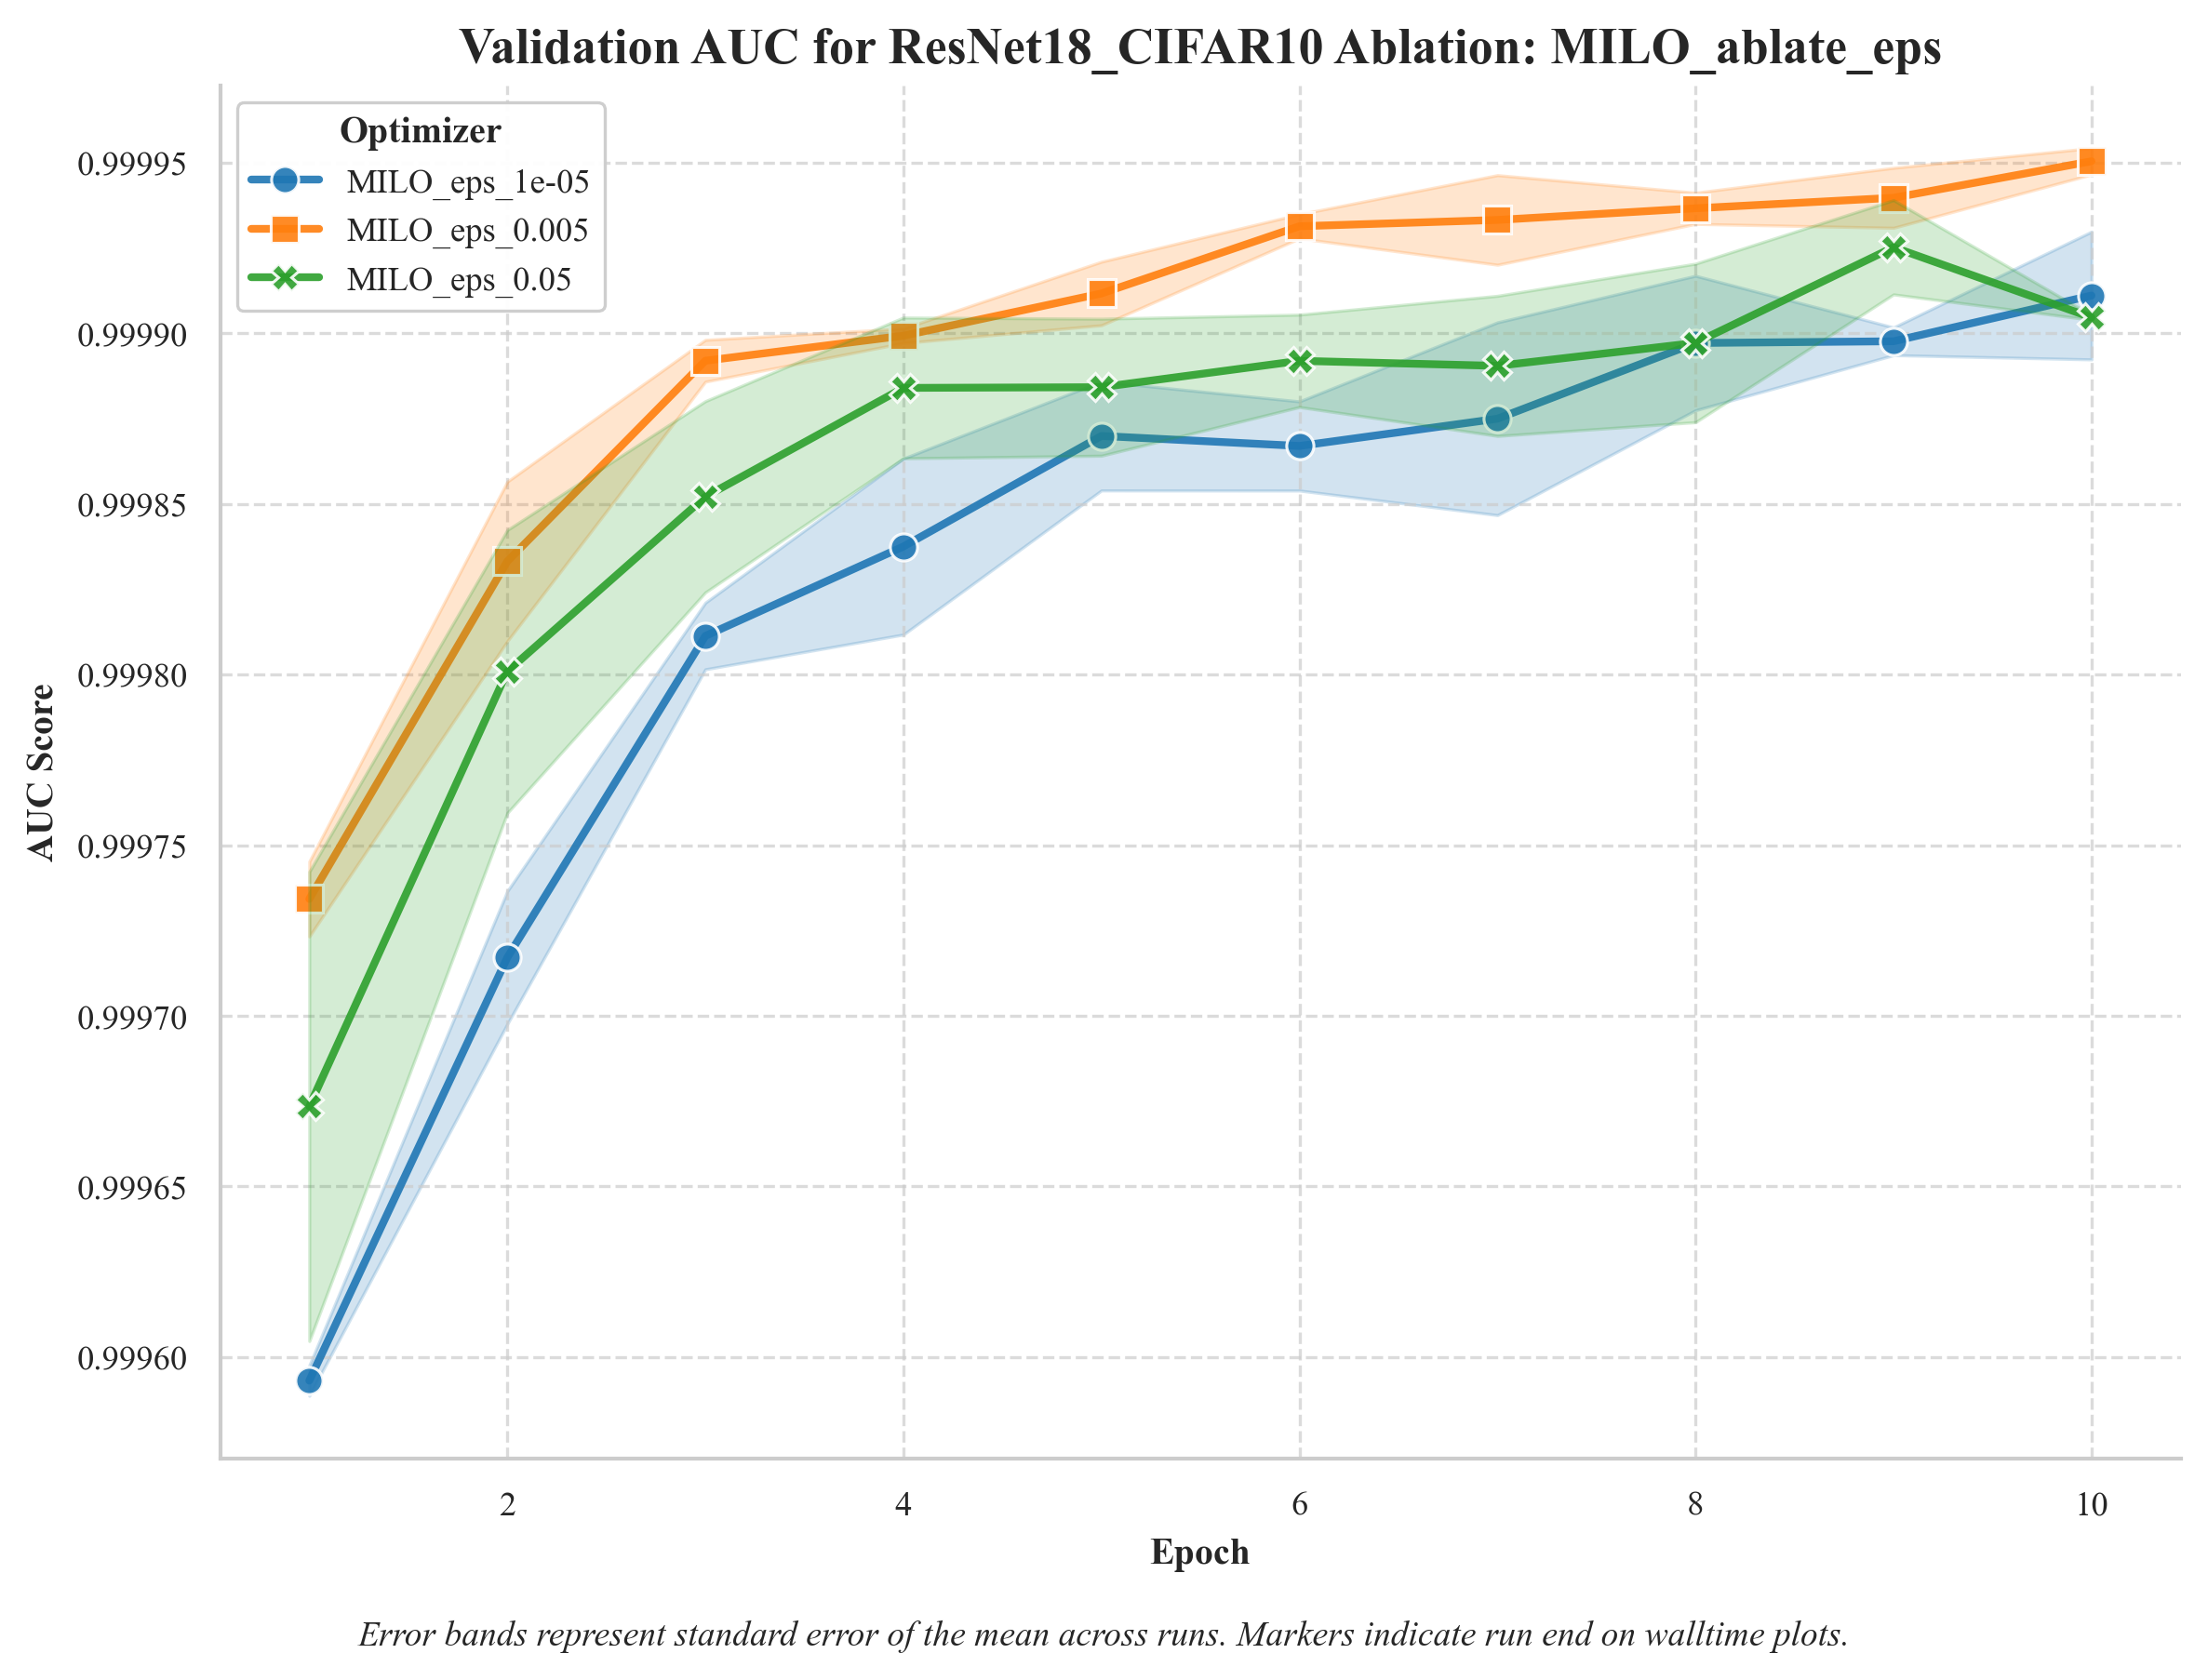 Validation AUC for ResNet18_CIFAR10 Ablation: MILO_ablate_eps
Optimizer
MILO_eps_1e-05
MILO_eps_0.005
MILO_eps_0.05
0.99995
0.99990
0.99985
0.99980
0.99975
0.99970
0.99965
0.99960
AUC Score
2
4
6
8
10
Epoch
Error bands represent standard error of the mean across runs. Markers indicate run end on walltime plots.